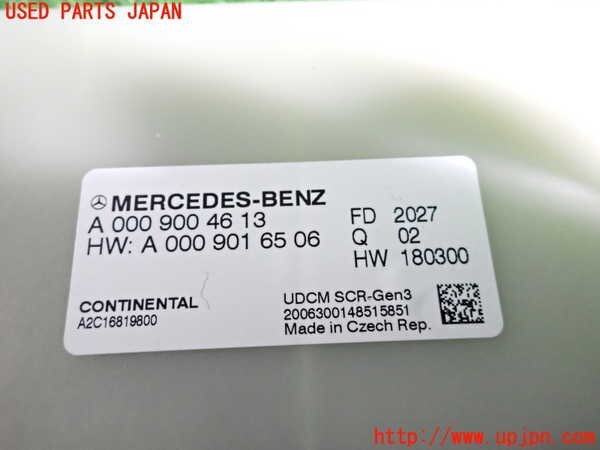 USED PARTS JAPAN
MERCEDES-BENZ
A 000 900 46 13
HW: A 000 901 65 06
FD 2027
Q 02
HW 180300
CONTINENTAL
A2C16819800
UDCM SCR-Gen3
2006300148515851
Made in Czech Rep.
http://www.upjpn.com/